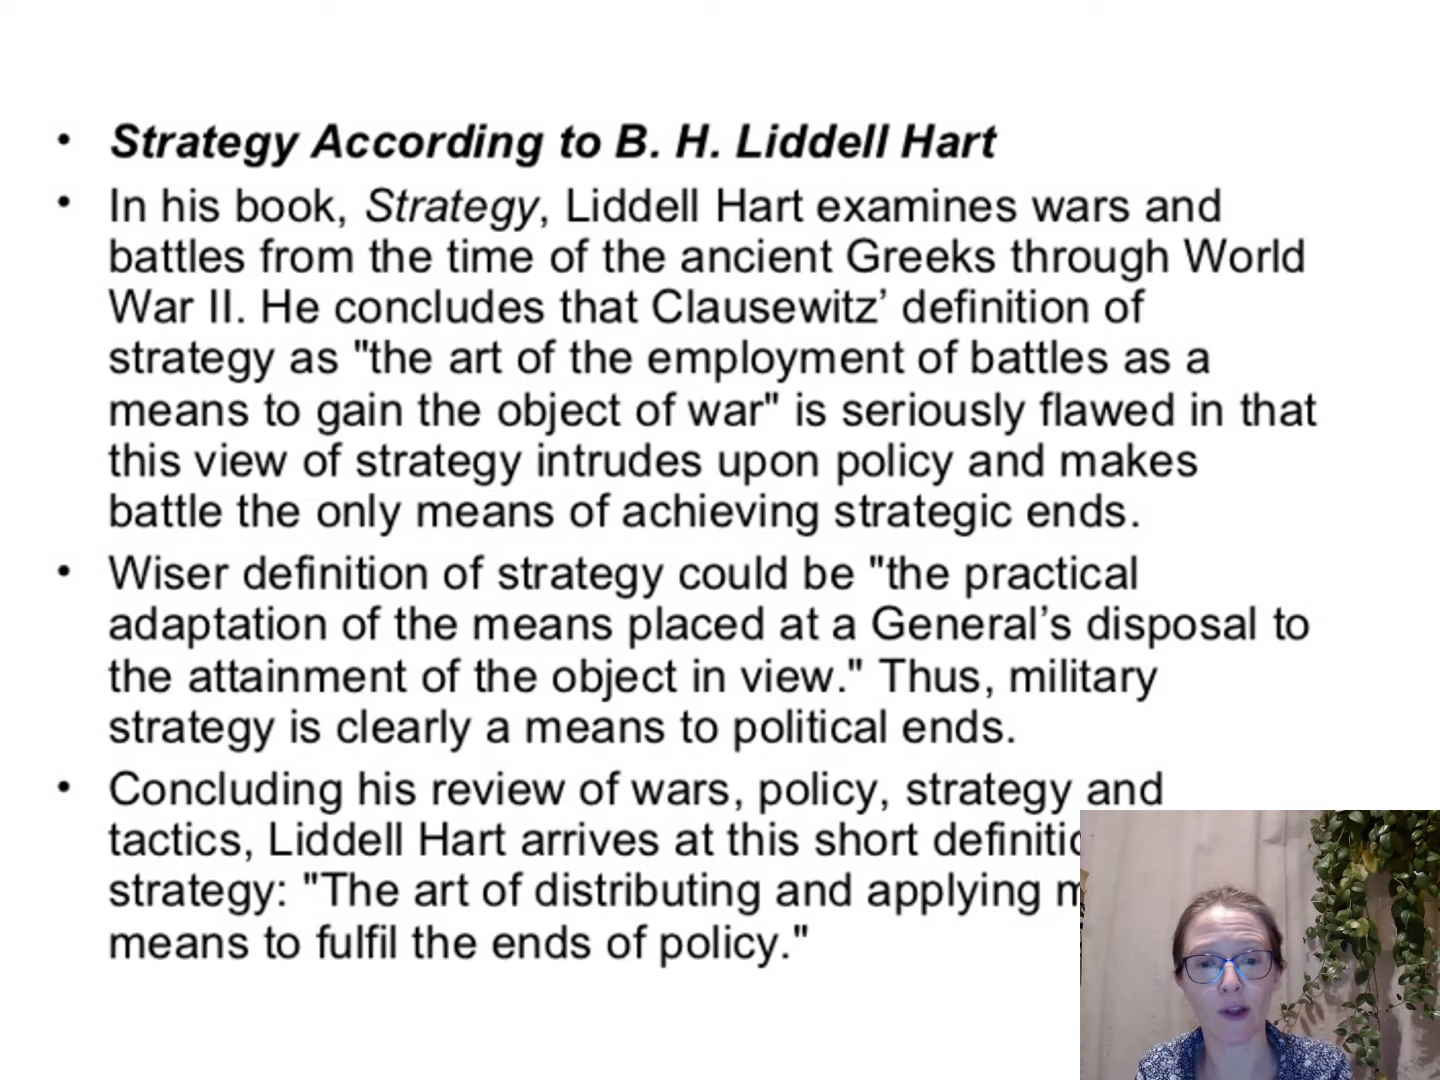 • Strategy According to B. H. Liddell Hart
• In his book, Strategy, Liddell Hart examines wars and
battles from the time of the ancient Greeks through World
War II. He concludes that Clausewitz’ definition of
strategy as "the art of the employment of battles as a
means to gain the object of war" is seriously flawed in that
this view of strategy intrudes upon policy and makes
battle the only means of achieving strategic ends.
• Wiser definition of strategy could be "the practical
adaptation of the means placed at a General’s disposal to
the attainment of the object in view." Thus, military
strategy is clearly a means to political ends.
• Concluding his review of wars, policy, strategy and
tactics, Liddell Hart arrives at this short
strategy: "The art of distributing and applying
means to fulfil the ends of policy."